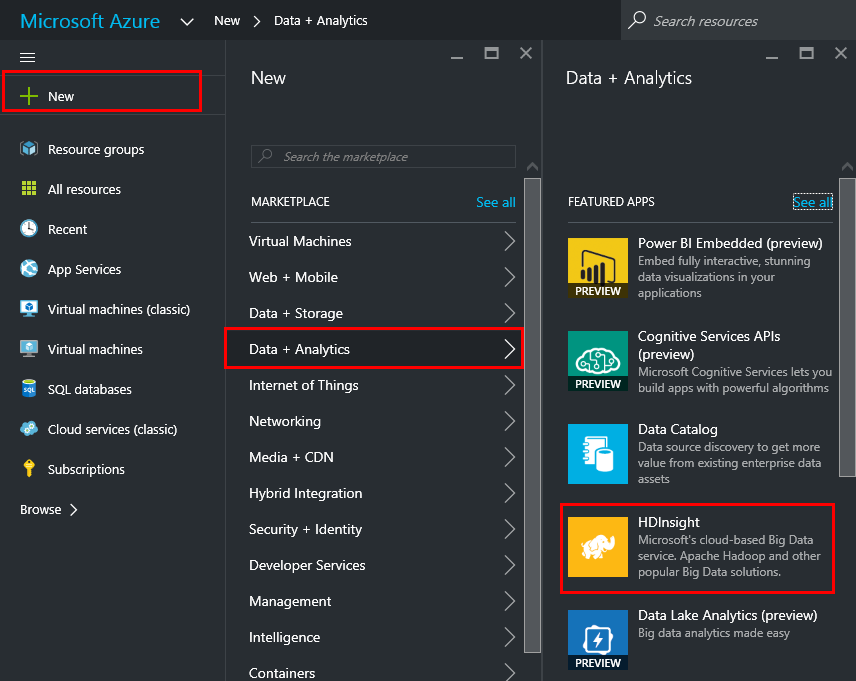 Microsoft Azure New Data + Analytics Search resources
New
Resource groups
All resources
Recent
App Services
Virtual machines (classic)
Virtual machines
SQL
SQL databases
Cloud services (classic)
Subscriptions
Browse
New
Search the marketplace
MARKETPLACE See all
Virtual Machines
Web + Mobile
Data + Storage
Data + Analytics
Internet of Things
Networking
Media + CDN
Hybrid Integration
Security + Identity
Developer Services
Management
Intelligence
Containers
Data + Analytics
FEATURED APPS See all
PREVIEW
Power BI Embedded (preview)
Embed fully interactive, stunning
data visualizations in your
applications
PREVIEW
Cognitive Services APIs
(preview)
Microsoft Cognitive Services lets you
build apps with powerful algorithms
Data Catalog
Data source discovery to get more
value from existing enterprise data
assets
HDInsight
Microsoft's cloud-based Big Data
service. Apache Hadoop and other
popular Big Data solutions.
PREVIEW
Data Lake Analytics (preview)
Big data analytics made easy